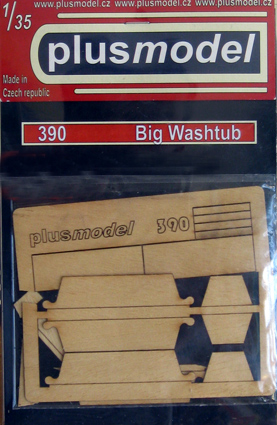 www.plusmodel.cz www.plusmodel.cz www.plusmodel.cz
1/35
plusmodel
Made in
Czech republic
390 Big Washtub
plusmodel 390